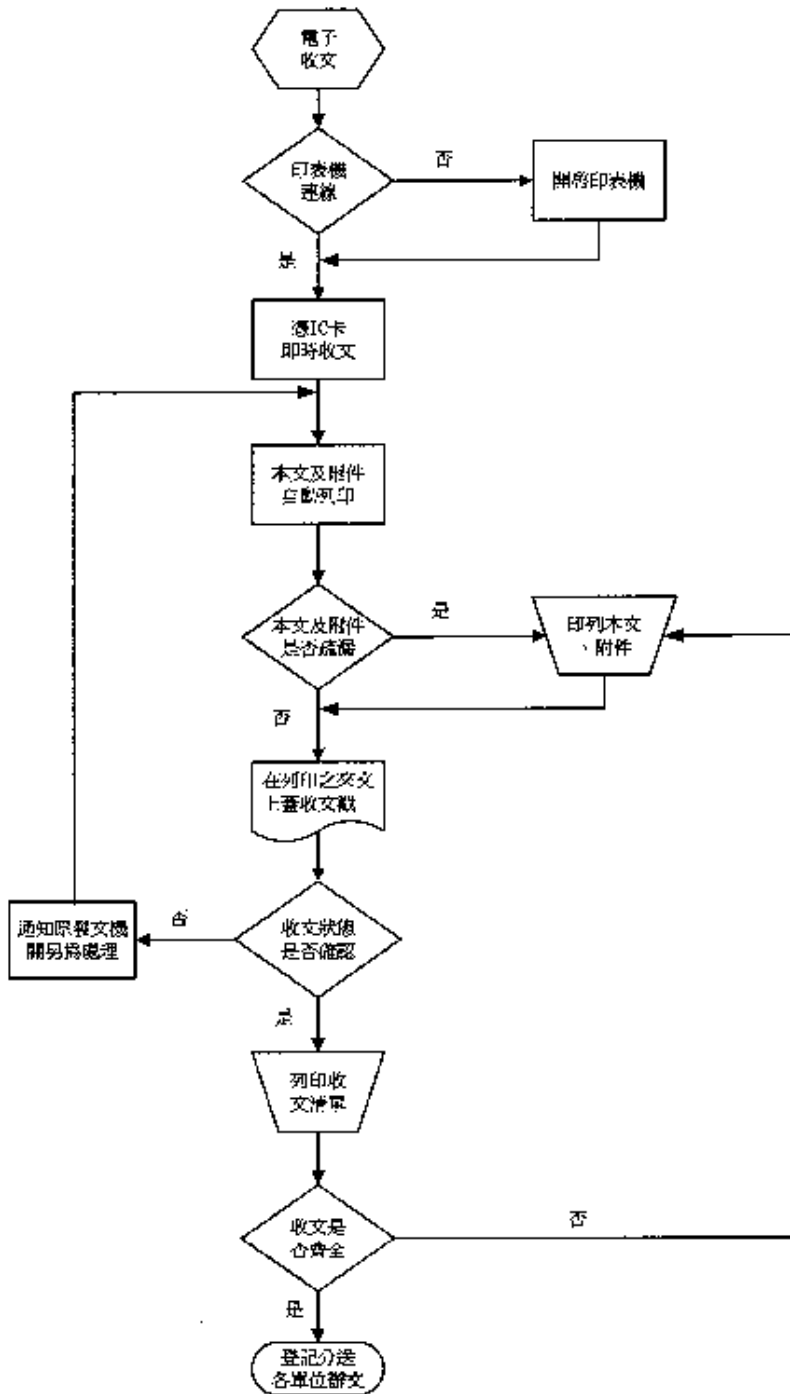 電子
收文
印表機
連線
否
開啓印表機
是
憑IC卡
即時收文
本文及附件
自動列印
本文及附件
是否疏漏
是
印列本文
、附件
否
在列印之來文
上蓋收文戳
收文狀態
是否確認
否
通知原發文機
關另爲處理
是
列印收
文清單
收文是
否齊全
否
是
登記分送
各單位辦文